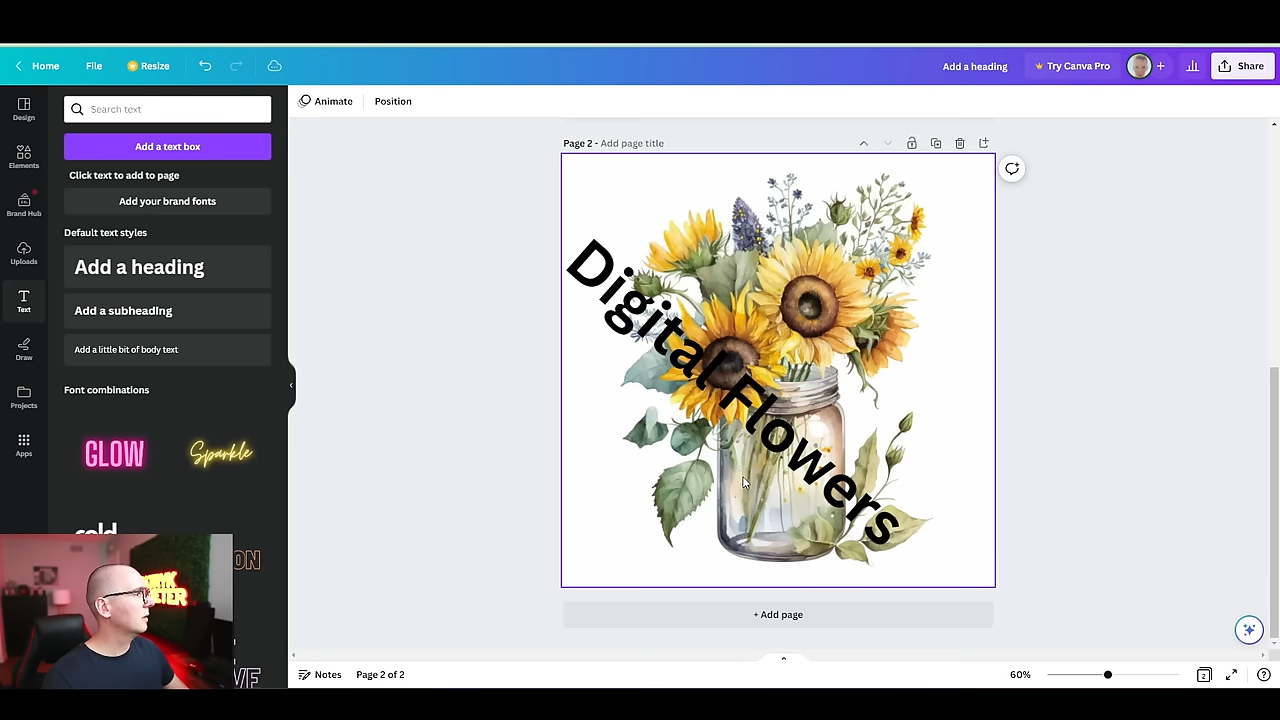 Home
File
Resize
Add a heading
Try Canva Pro
Share
Design
Elements
Brand Hub
Uploads
Text
Draw
Projects
Apps
Search text
Add a text box
Click text to add to page
Add your brand fonts
Default text styles
Add a heading
Add a subheading
Add a little bit of body text
Font combinations
GLOW
Sparkle
cold
ON
Animate
Position
Page 2 - Add page title
Digital Flowers
+ Add page
Notes
Page 2 of 2
60%
2